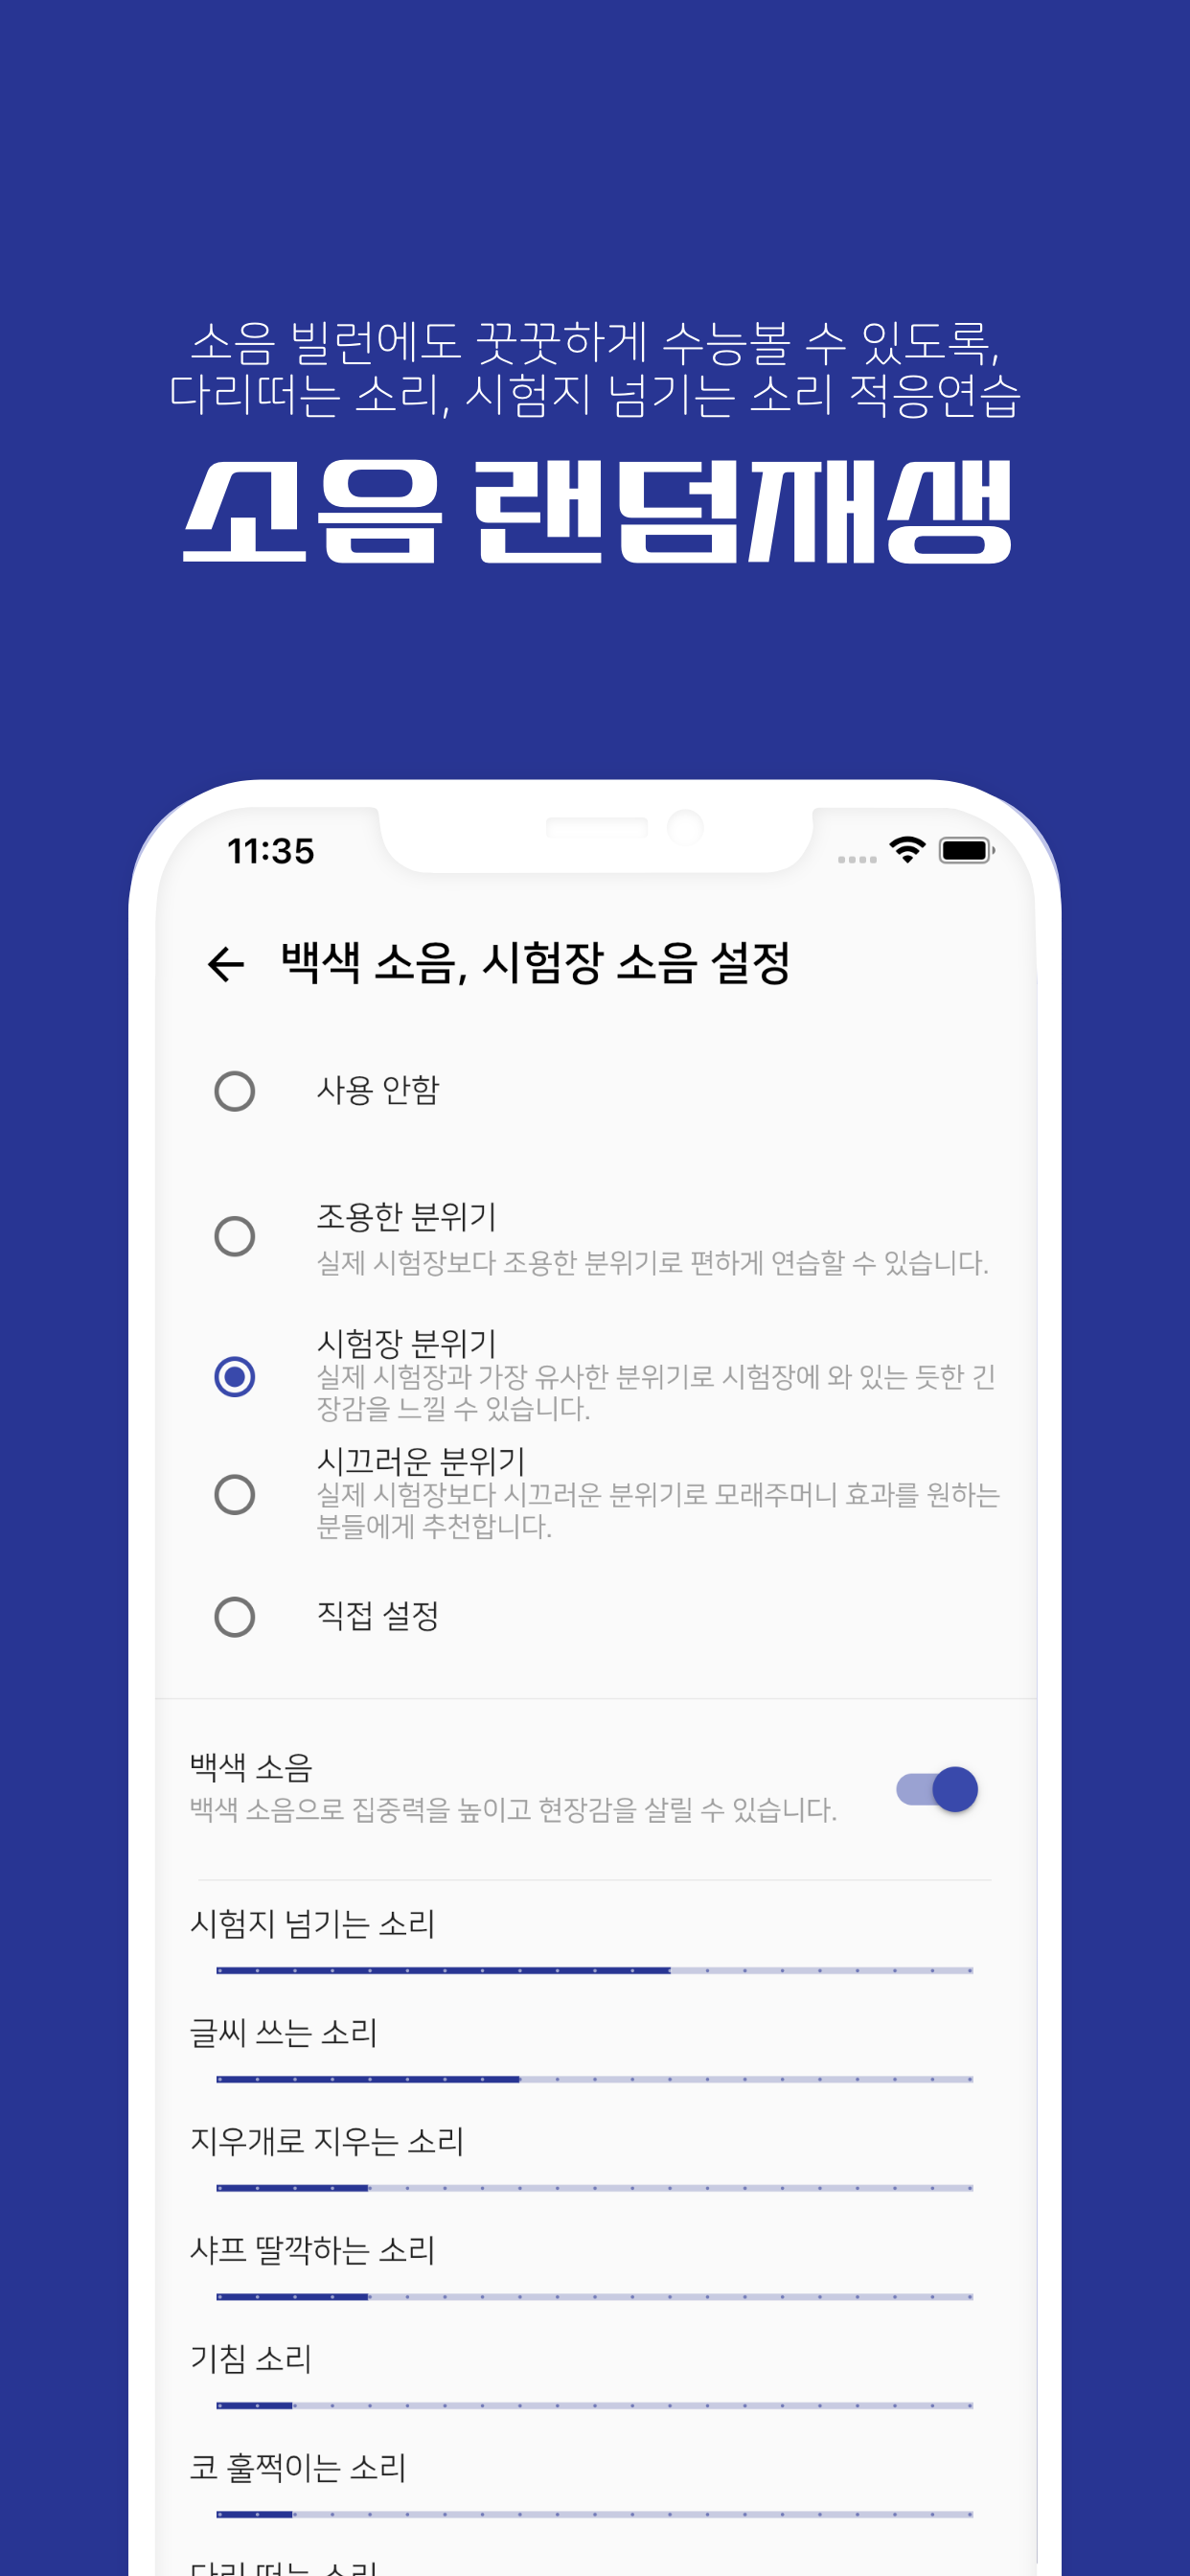 소음 빌런에도 꿋꿋하게 수능볼 수 있도록,
다리떠는 소리, 시험지 넘기는 소리 적응연습
소음 랜덤재생
11:35
백색 소음, 시험장 소음 설정
사용 안함
조용한 분위기
실제 시험장보다 조용한 분위기로 편하게 연습할 수 있습니다.
시험장 분위기
실제 시험장과 가장 유사한 분위기로 시험장에 와 있는 듯한 긴
장감을 느낄 수 있습니다.
시끄러운 분위기
실제 시험장보다 시끄러운 분위기로 모래주머니 효과를 원하는
분들에게 추천합니다.
직접 설정
백색 소음
백색 소음으로 집중력을 높이고 현장감을 살릴 수 있습니다.
시험지 넘기는 소리
글씨 쓰는 소리
지우개로 지우는 소리
샤프 딸깍하는 소리
기침 소리
코 훌쩍이는 소리
다리 떠는 소리